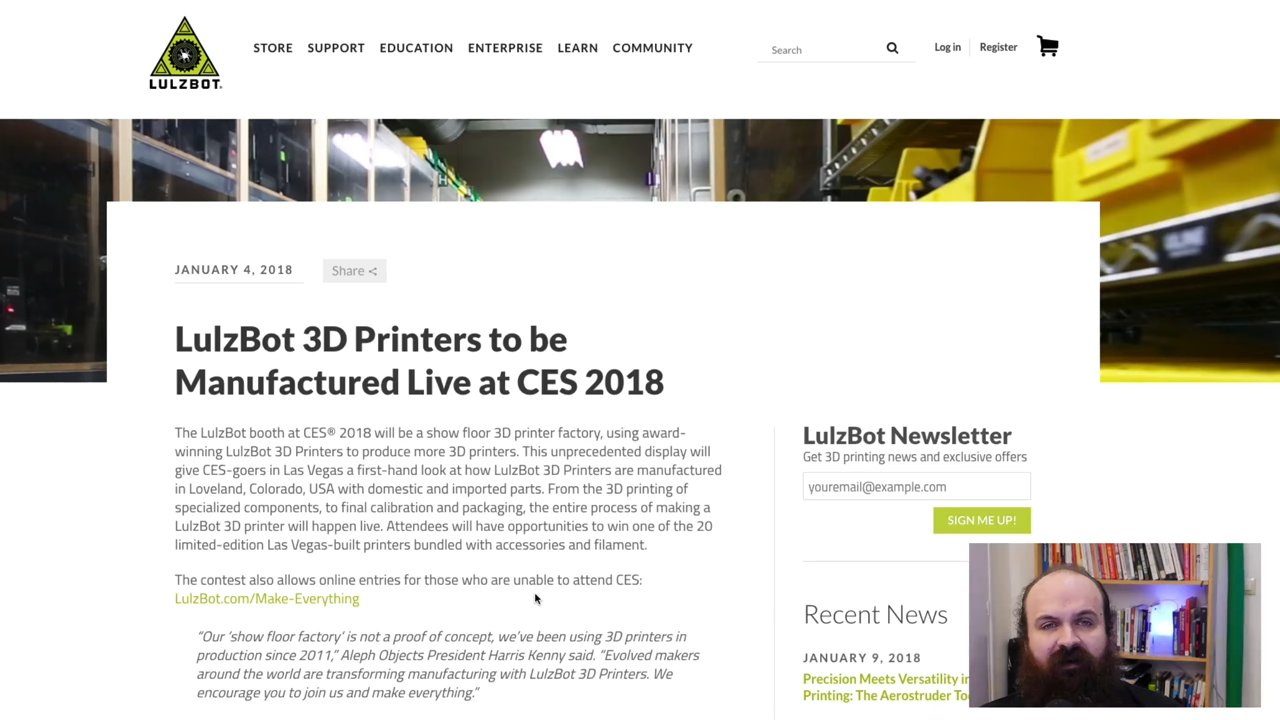 LULZBOT
STORE SUPPORT EDUCATION ENTERPRISE LEARN COMMUNITY
Search
Log in Register
JANUARY 4, 2018
Share
LulzBot 3D Printers to be
Manufactured Live at CES 2018
The LulzBot booth at CES® 2018 will be a show floor 3D printer factory, using award-
winning LulzBot 3D Printers to produce more 3D printers. This unprecedented display will
give CES-goers in Las Vegas a first-hand look at how LulzBot 3D Printers are manufactured
in Loveland, Colorado, USA with domestic and imported parts. From the 3D printing of
specialized components, to final calibration and packaging, the entire process of making a
LulzBot 3D printer will happen live. Attendees will have opportunities to win one of the 20
limited-edition Las Vegas-built printers bundled with accessories and filament.
The contest also allows online entries for those who are unable to attend CES:
LulzBot.com/Make-Everything
“Our ‘show floor factory’ is not a proof of concept, we’ve been using 3D printers in
production since 2011,” Aleph Objects President Harris Kenny said. “Evolved makers
around the world are transforming manufacturing with LulzBot 3D Printers. We
encourage you to join us and make everything.”
LulzBot Newsletter
Get 3D printing news and exclusive offers
youremail@example.com
SIGN ME UP!
Recent News
JANUARY 9, 2018
Precision Meets Versatility in
Printing: The Aerostruder